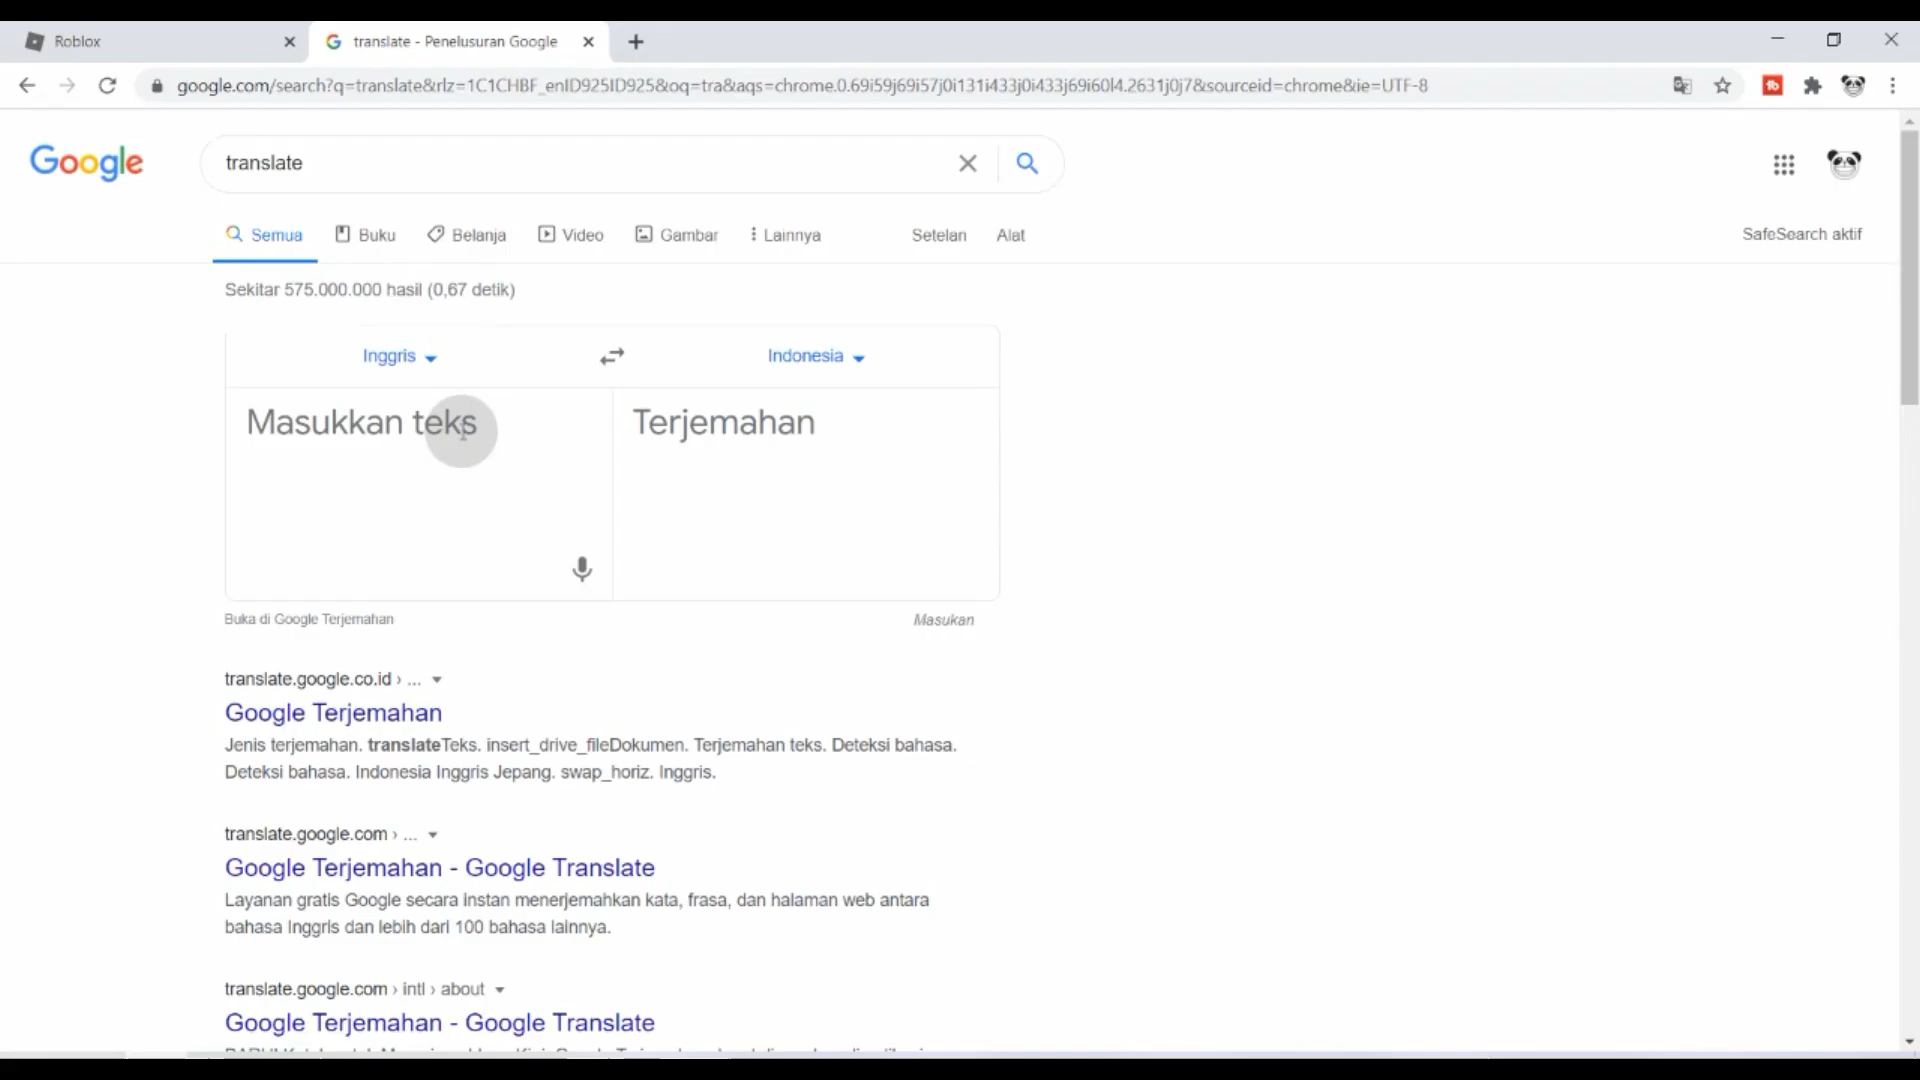 Roblox
translate - Penelusuran Google
google.com/search?q=translate&rlz=1C1CHBF_enID925ID925&oq=tra&aqs=chrome.0.69i59j69i57j0i131i433j0i433j69i60l4.2631j0j7&sourceid=chrome&ie=UTF-8
Google
translate
Semua Buku Belanja Video Gambar Lainnya Setelan Alat SafeSearch aktif
Sekitar 575.000.000 hasil (0,67 detik)
Inggris Indonesia
Masukkan teks Terjemahan
Buka di Google Terjemahan Masukan
translate.google.co.id › ...
Google Terjemahan
Jenis terjemahan. translateTeks. insert_drive_fileDokumen. Terjemahan teks. Deteksi bahasa.
Deteksi bahasa. Indonesia Inggris Jepang. swap_horiz. Inggris.
translate.google.com › ...
Google Terjemahan - Google Translate
Layanan gratis Google secara instan menerjemahkan kata, frasa, dan halaman web antara
bahasa Inggris dan lebih dari 100 bahasa lainnya.
translate.google.com › intl › about
Google Terjemahan - Google Translate